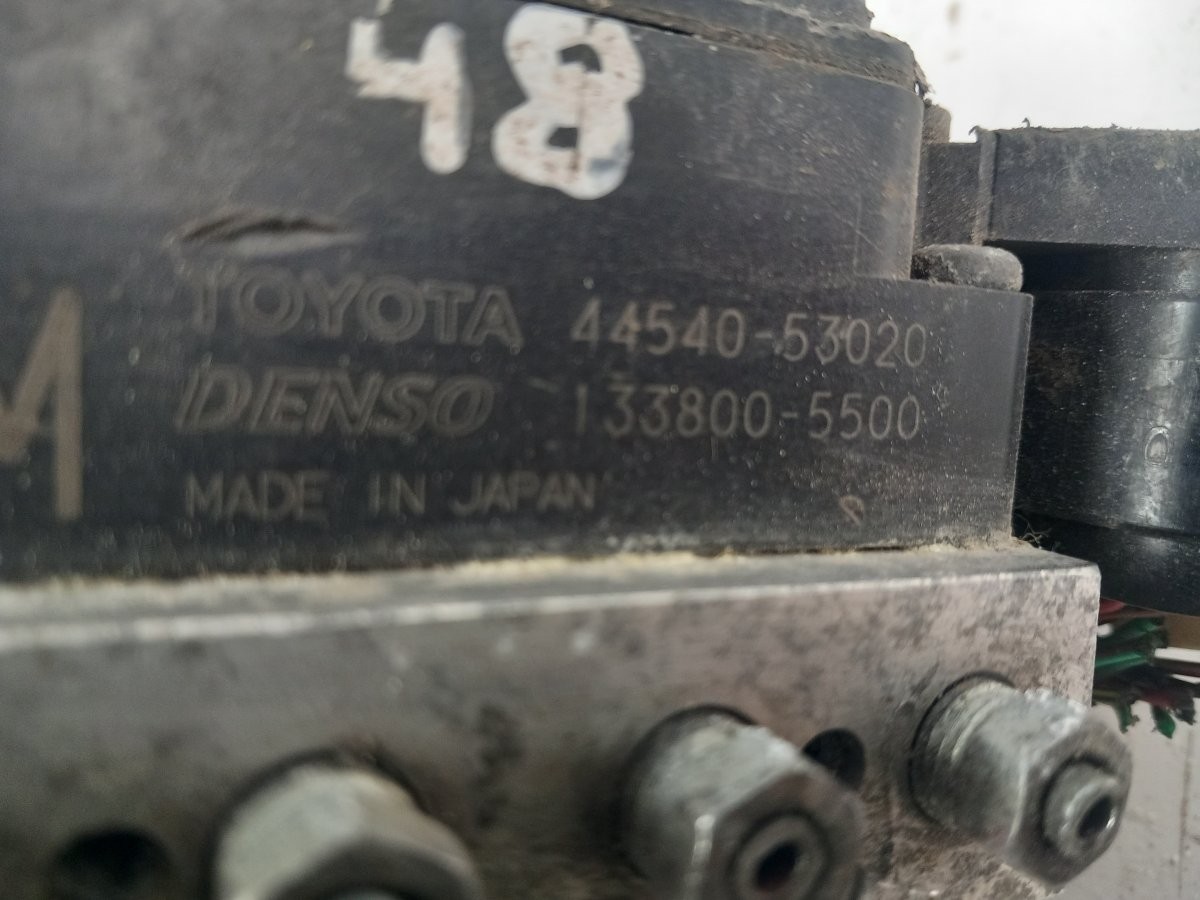 48
M
TOYOTA 44540-53020
DENSO 133800-5500
MADE IN JAPAN